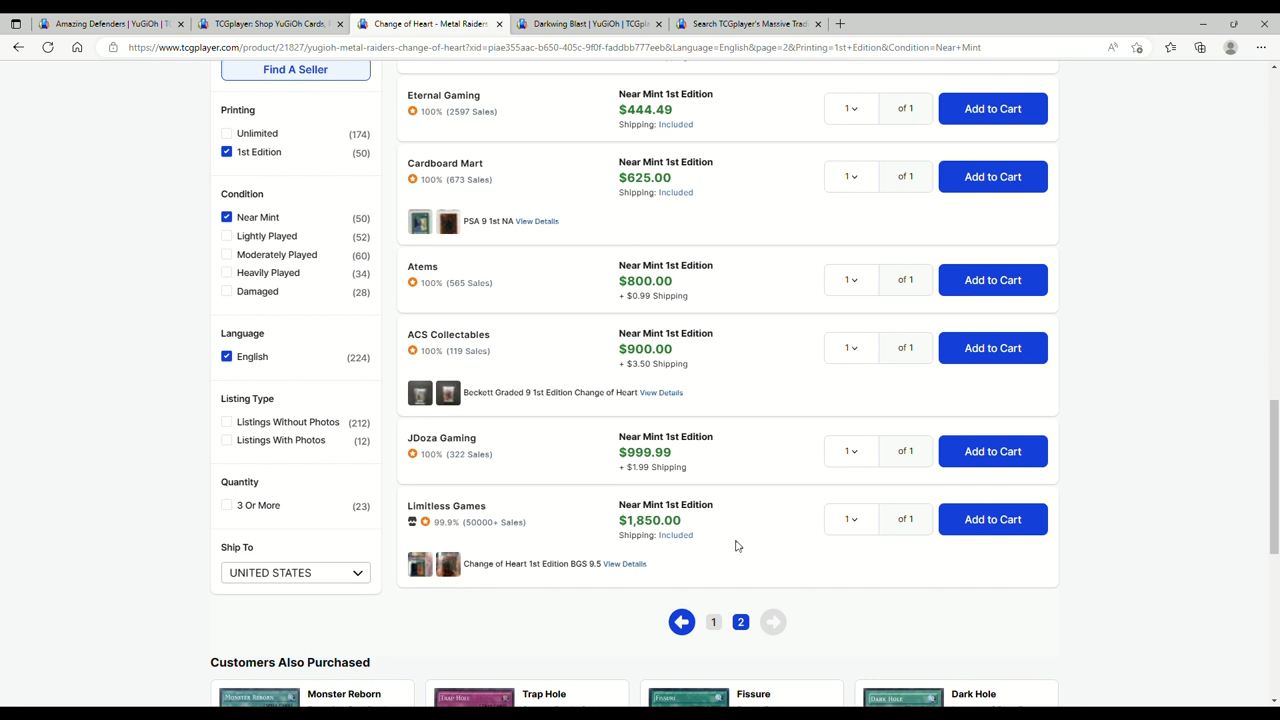 Amazing Defenders | YuGiOh | T
TCGplayer: Shop YuGiOh Cards,
Change of Heart - Metal Raiders
Darkwing Blast | YuGiOh | TCGpl
Search TCGplayer's Massive Trad
https://www.tcgplayer.com/product/21827/yugioh-metal-raiders-change-of-heart?xid=piae355aac-b650-405c-9f0f-faddbb777eeb&Language=English&page=2&Printing=1st+Edition&Condition=Near+Mint
Find A Seller
Printing
Unlimited (174)
1st Edition (50)
Condition
Near Mint (50)
Lightly Played (52)
Moderately Played (60)
Heavily Played (34)
Damaged (28)
Language
English (224)
Listing Type
Listings Without Photos (212)
Listings With Photos (12)
Quantity
3 Or More (23)
Ship To
UNITED STATES
Eternal Gaming
100% (2597 Sales)
Near Mint 1st Edition
$444.49
Shipping: Included
1 of 1 Add to Cart
Cardboard Mart
100% (673 Sales)
Near Mint 1st Edition
$625.00
Shipping: Included
1 of 1 Add to Cart
PSA 9 1st NA View Details
Atems
100% (565 Sales)
Near Mint 1st Edition
$800.00
+ $0.99 Shipping
1 of 1 Add to Cart
ACS Collectables
100% (119 Sales)
Near Mint 1st Edition
$900.00
+ $3.50 Shipping
1 of 1 Add to Cart
Beckett Graded 9 1st Edition Change of Heart View Details
JDoza Gaming
100% (322 Sales)
Near Mint 1st Edition
$999.99
+ $1.99 Shipping
1 of 1 Add to Cart
Limitless Games
99.9% (50000+ Sales)
Near Mint 1st Edition
$1,850.00
Shipping: Included
1 of 1 Add to Cart
Change of Heart 1st Edition BGS 9.5 View Details
1 2
Customers Also Purchased
MONSTER REBORN
Monster Reborn
TRAP HOLE
Trap Hole
FISSURE
Fissure
DARK HOLE
Dark Hole